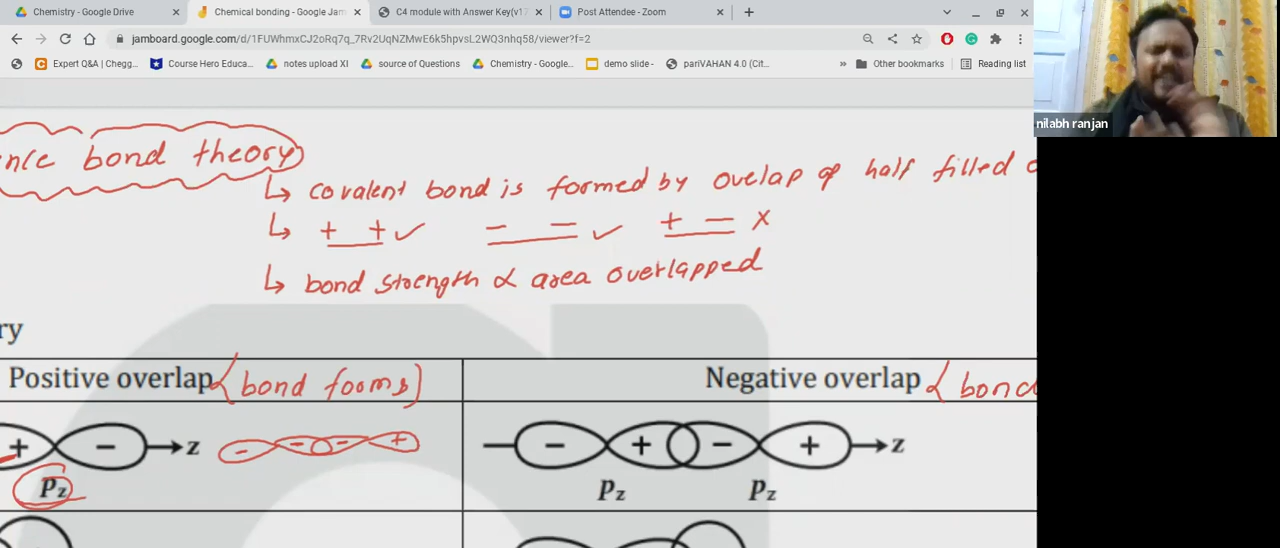 Chemistry - Google Drive
Chemical bonding - Google Jam
C4 module with Answer Key(v1
Post Attendee - Zoom
jamboard.google.com/d/1FUWhmxCJ2oRq7q_7Rv2UqNZMwE6k5hpvsL2WQ3nhq58/viewer?f=2
Expert Q&A | Chegg...
Course Hero Educa...
notes upload XI
source of Questions
Chemistry - Google...
demo slide -
pariVAHAN 4.0 (Cit...
»
Other bookmarks
Reading list
nilabh ranjan
ence bond theory
↳ covalent bond is formed by ovelap of half filled o
↳ + + ✓ - - ✓ + - x
↳ bond strength ∝ area overlapped
ry
Positive overlap (bond forms)
Negative overlap (bond
+ - z - - - +
- + - + z
Pz
Pz Pz